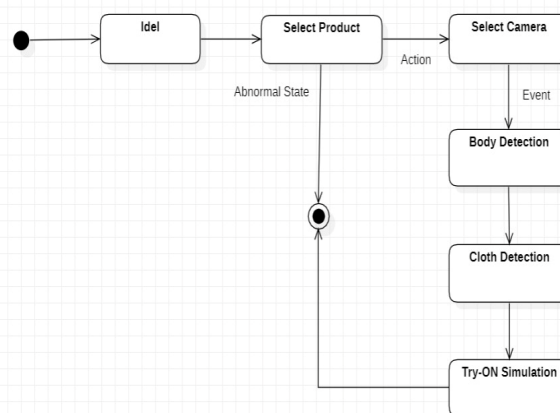 Idel
Select Product
Select Camera
Action
Abnormal State
Event
Body Detection
Cloth Detection
Try-ON Simulation